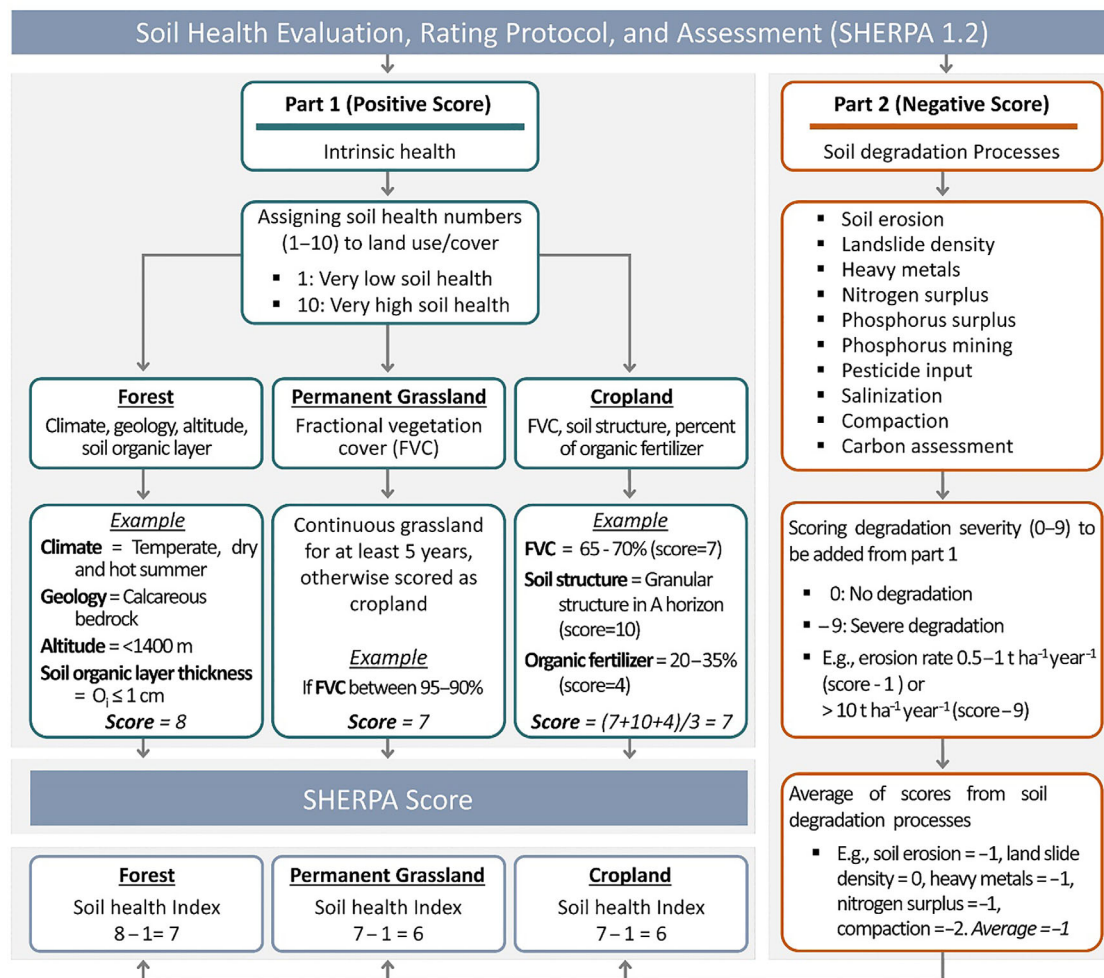 Soil Health Evaluation, Rating Protocol, and Assessment (SHERPA 1.2)
Part 1 (Positive Score)
Intrinsic health
Assigning soil health numbers
(1–10) to land use/cover
▪ 1: Very low soil health
▪ 10: Very high soil health
Forest
Climate, geology, altitude,
soil organic layer
Permanent Grassland
Fractional vegetation
cover (FVC)
Cropland
FVC, soil structure, percent
of organic fertilizer
Example
Climate = Temperate, dry
and hot summer
Geology = Calcareous
bedrock
Altitude = <1400 m
Soil organic layer thickness
= Oi ≤ 1 cm
Score = 8
Continuous grassland
for at least 5 years,
otherwise scored as
cropland
Example
If FVC between 95–90%
Score = 7
Example
FVC = 65 - 70% (score=7)
Soil structure = Granular
structure in A horizon
(score=10)
Organic fertilizer = 20–35%
(score=4)
Score = (7+10+4)/3 = 7
SHERPA Score
Forest
Soil health Index
8 – 1= 7
Permanent Grassland
Soil health Index
7 – 1 = 6
Cropland
Soil health Index
7 – 1 = 6
Part 2 (Negative Score)
Soil degradation Processes
▪ Soil erosion
▪ Landslide density
▪ Heavy metals
▪ Nitrogen surplus
▪ Phosphorus surplus
▪ Phosphorus mining
▪ Pesticide input
▪ Salinization
▪ Compaction
▪ Carbon assessment
Scoring degradation severity (0–9) to
be added from part 1
▪ 0: No degradation
▪ –9: Severe degradation
▪ E.g., erosion rate 0.5–1 t ha⁻¹ year⁻¹
(score - 1) or
> 10 t ha⁻¹ year⁻¹ (score–9)
Average of scores from soil
degradation processes
▪ E.g., soil erosion = –1, land slide
density = 0, heavy metals = –1,
nitrogen surplus =–1,
compaction =–2. Average =–1